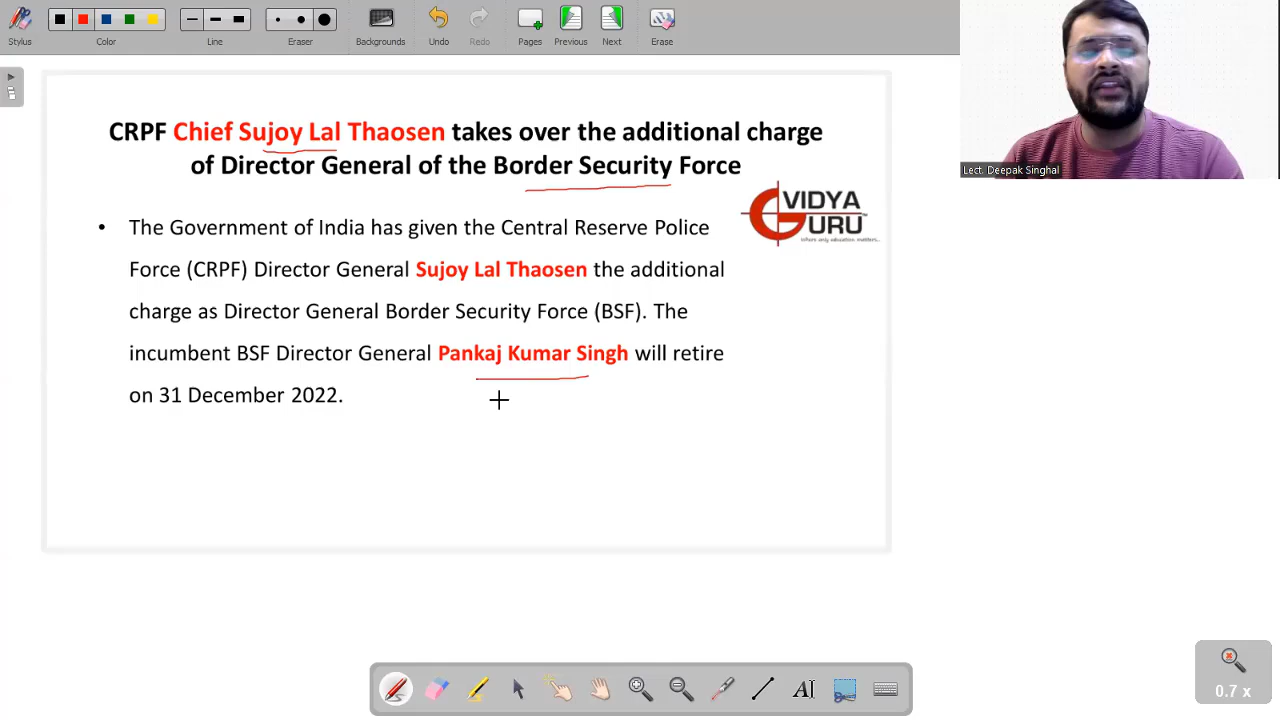 Stylus
Color
Line
Eraser
Backgrounds
Undo
Redo
Pages
Previous
Next
Erase
Lect. Deepak Singhal
CRPF Chief Sujoy Lal Thaosen takes over the additional charge
of Director General of the Border Security Force
VIDYA
GURU
Where only education matters...
• The Government of India has given the Central Reserve Police
Force (CRPF) Director General Sujoy Lal Thaosen the additional
charge as Director General Border Security Force (BSF). The
incumbent BSF Director General Pankaj Kumar Singh will retire
on 31 December 2022.
0.7 x